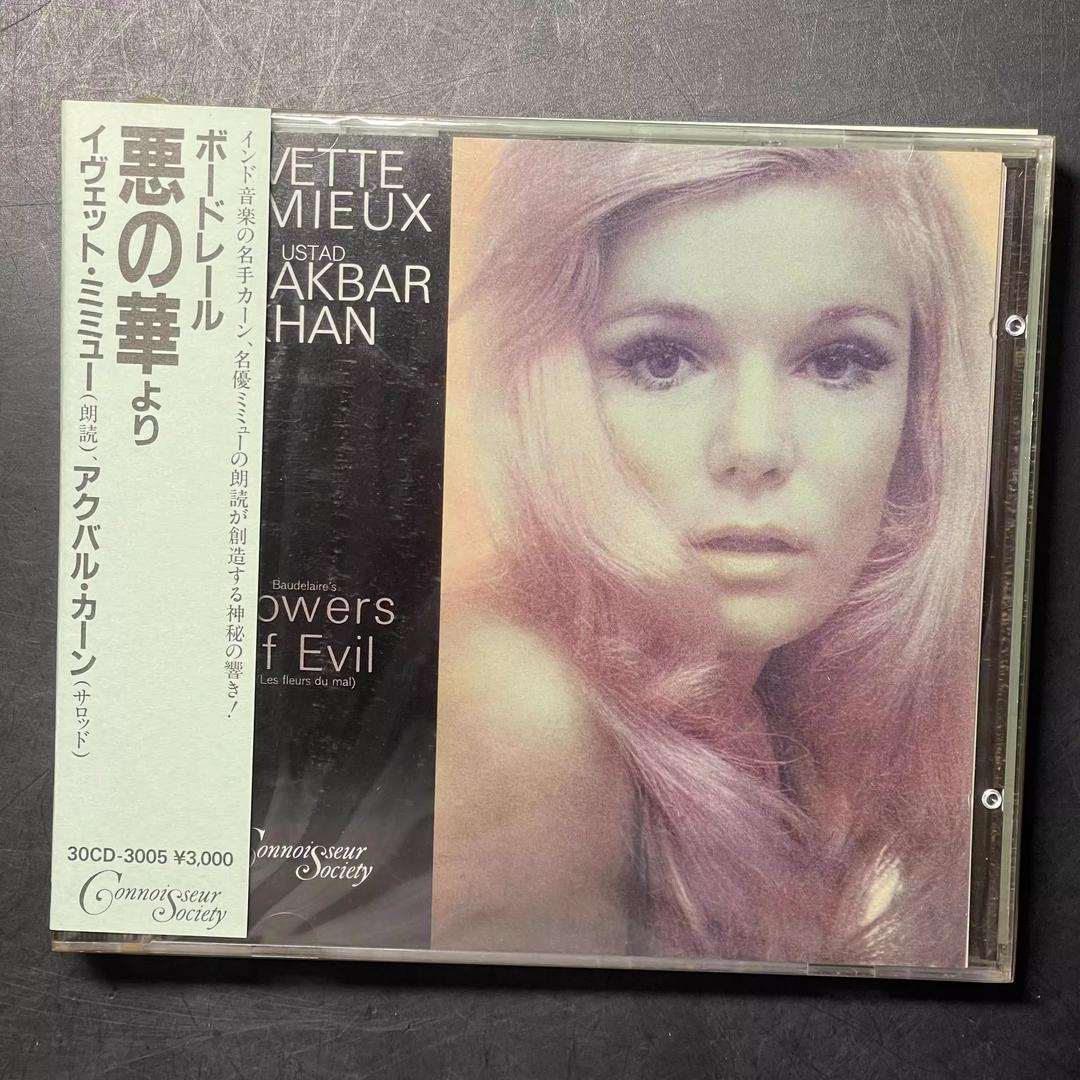 インド音楽の名手カーン、名優ミミューの朗読が創造する神秘の響き!
ボードレール
悪の華より
イヴェット・ミミュー(朗読)、アクバル・カーン(サロッド)
30CD-3005 ¥3,000
Connoisseur
Society
VETTE
MIEUX
USTAD
AKBAR
KHAN
Baudelaire's
owers
f Evil
(Les fleurs du mal)
Connoisseur
Society